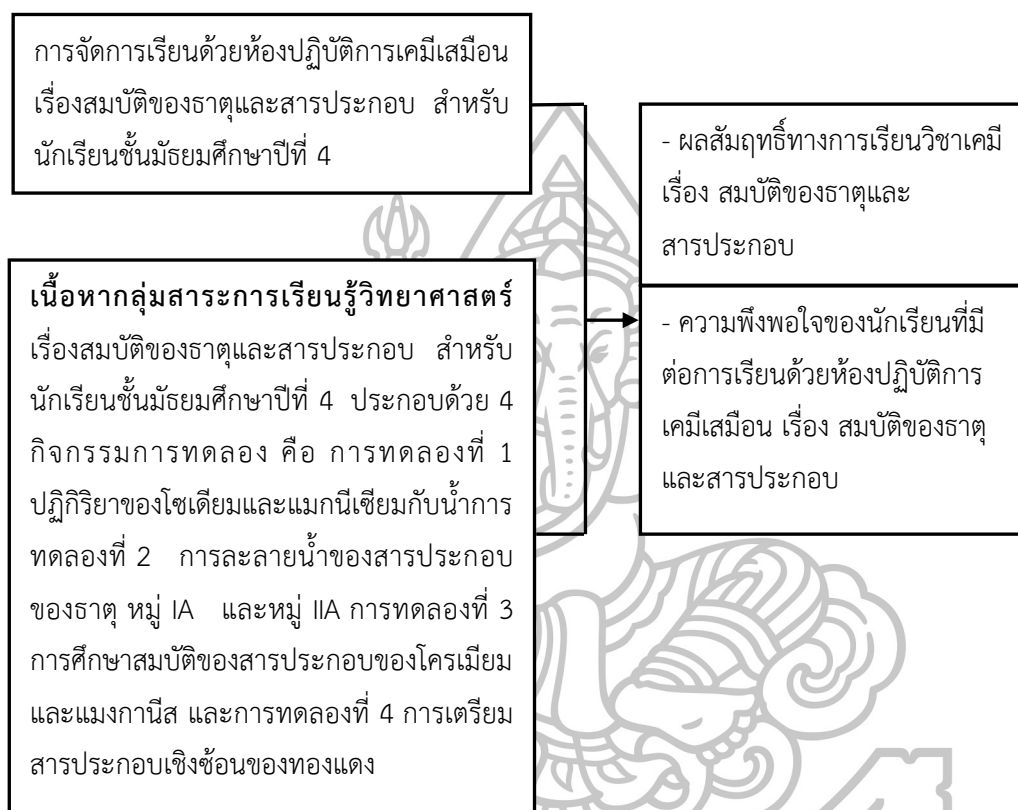 การจัดการเรียนด้วยห้องปฏิบัติการเคมีเสมือน
เรื่องสมบัติของธาตุและสารประกอบ สำหรับ
นักเรียนชั้นมัธยมศึกษาปีที่ 4
เนื้อหากลุ่มสาระการเรียนรู้วิทยาศาสตร์
เรื่องสมบัติของธาตุและสารประกอบ สำหรับ
นักเรียนชั้นมัธยมศึกษาปีที่ 4 ประกอบด้วย 4
กิจกรรมการทดลอง คือ การทดลองที่ 1
ปฏิกิริยาของโซเดียมและแมกนีเซียมกับน้ำการ
ทดลองที่ 2 การละลายน้ำของสารประกอบ
ของธาตุ หมู่ IA และหมู่ IIA การทดลองที่ 3
การศึกษาสมบัติของสารประกอบของโครเมียม
และแมงกานีส และการทดลองที่ 4 การเตรียม
สารประกอบเชิงซ้อนของทองแดง
- ผลสัมฤทธิ์ทางการเรียนวิชาเคมี
เรื่อง สมบัติของธาตุและ
สารประกอบ
- ความพึงพอใจของนักเรียนที่มี
ต่อการเรียนด้วยห้องปฏิบัติการ
เคมีเสมือน เรื่อง สมบัติของธาตุ
และสารประกอบ